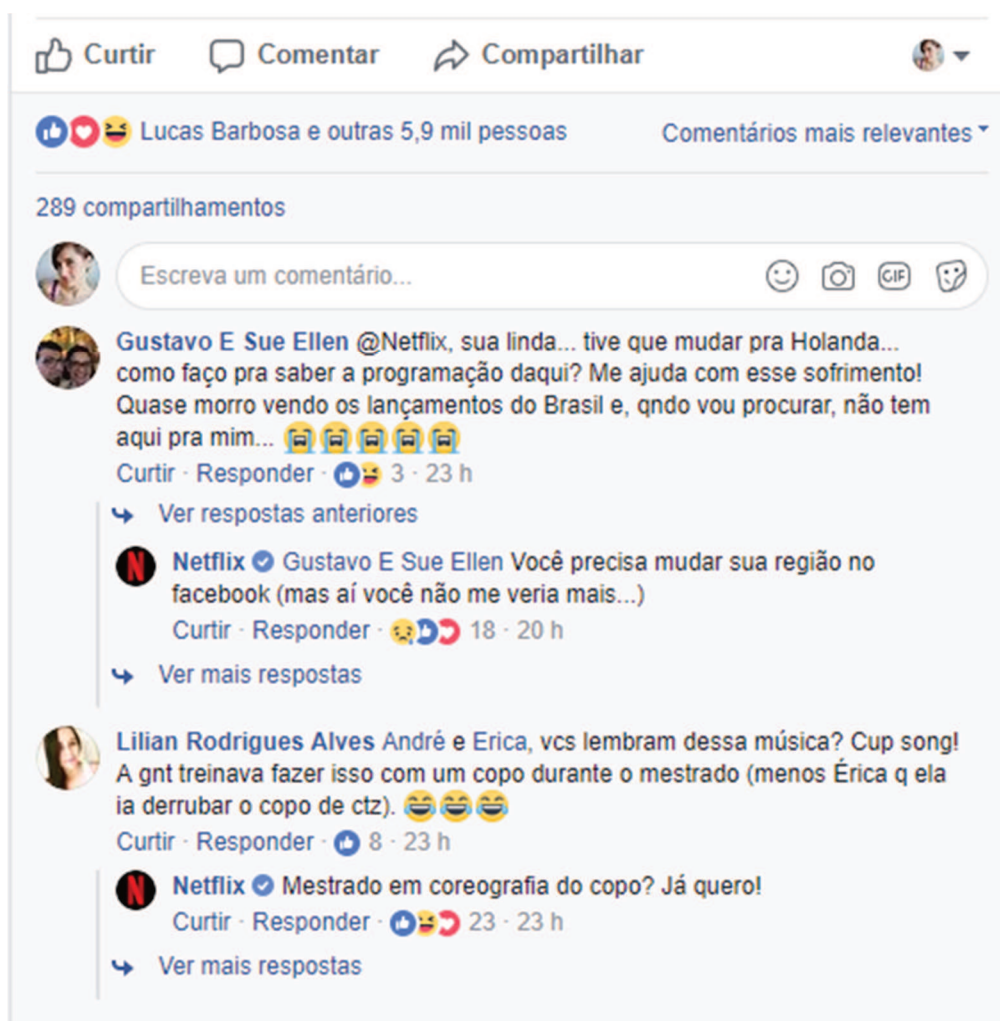 Curtir Comentar Compartilhar
Lucas Barbosa e outras 5,9 mil pessoas Comentários mais relevantes
289 compartilhamentos
Escreva um comentário... GIF
Gustavo E Sue Ellen @Netflix, sua linda... tive que mudar pra Holanda...
como faço pra saber a programação daqui? Me ajuda com esse sofrimento!
Quase morro vendo os lançamentos do Brasil e, qndo vou procurar, não tem
aqui pra mim... 😭😭😭😭😭
Curtir · Responder · 3 · 23 h
Ver respostas anteriores
N Netflix Gustavo E Sue Ellen Você precisa mudar sua região no
facebook (mas aí você não me veria mais...)
Curtir · Responder · 18 · 20 h
Ver mais respostas
Lilian Rodrigues Alves André e Erica, vcs lembram dessa música? Cup song!
A gnt treinava fazer isso com um copo durante o mestrado (menos Érica q ela
ia derrubar o copo de ctz). 😂😂😂
Curtir · Responder · 8 · 23 h
N Netflix Mestrado em coreografia do copo? Já quero!
Curtir · Responder · 23 · 23 h
Ver mais respostas